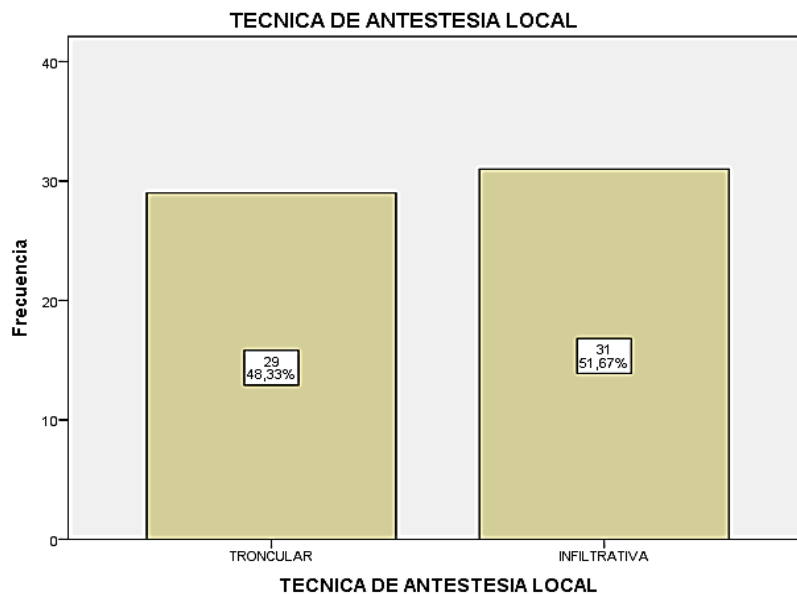 TECNICA DE ANTESTESIA LOCAL
40
30
20
10
0
Frecuencia
29
48,33%
31
51,67%
TRONCULAR
INFILTRATIVA
TECNICA DE ANTESTESIA LOCAL